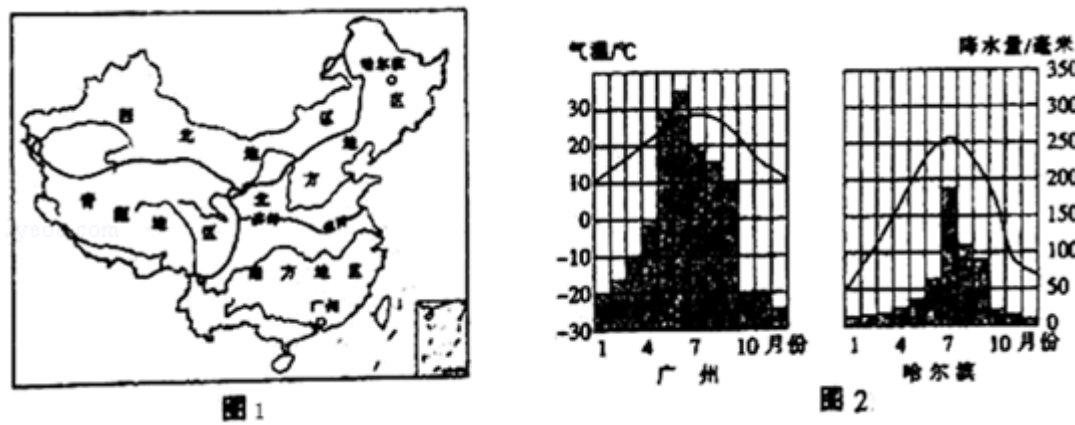 哈尔滨
西 北 地 区
北 方 地 区
青 藏 地 区
秦岭 淮河
南 方 地 区
广州
图1
气温/℃
30
20
10
0
-10
-20
-30
1 4 7 10 月份
广 州
降水量/毫米
350
300
250
200
150
100
50
0
1 4 7 10 月份
哈尔滨
图2